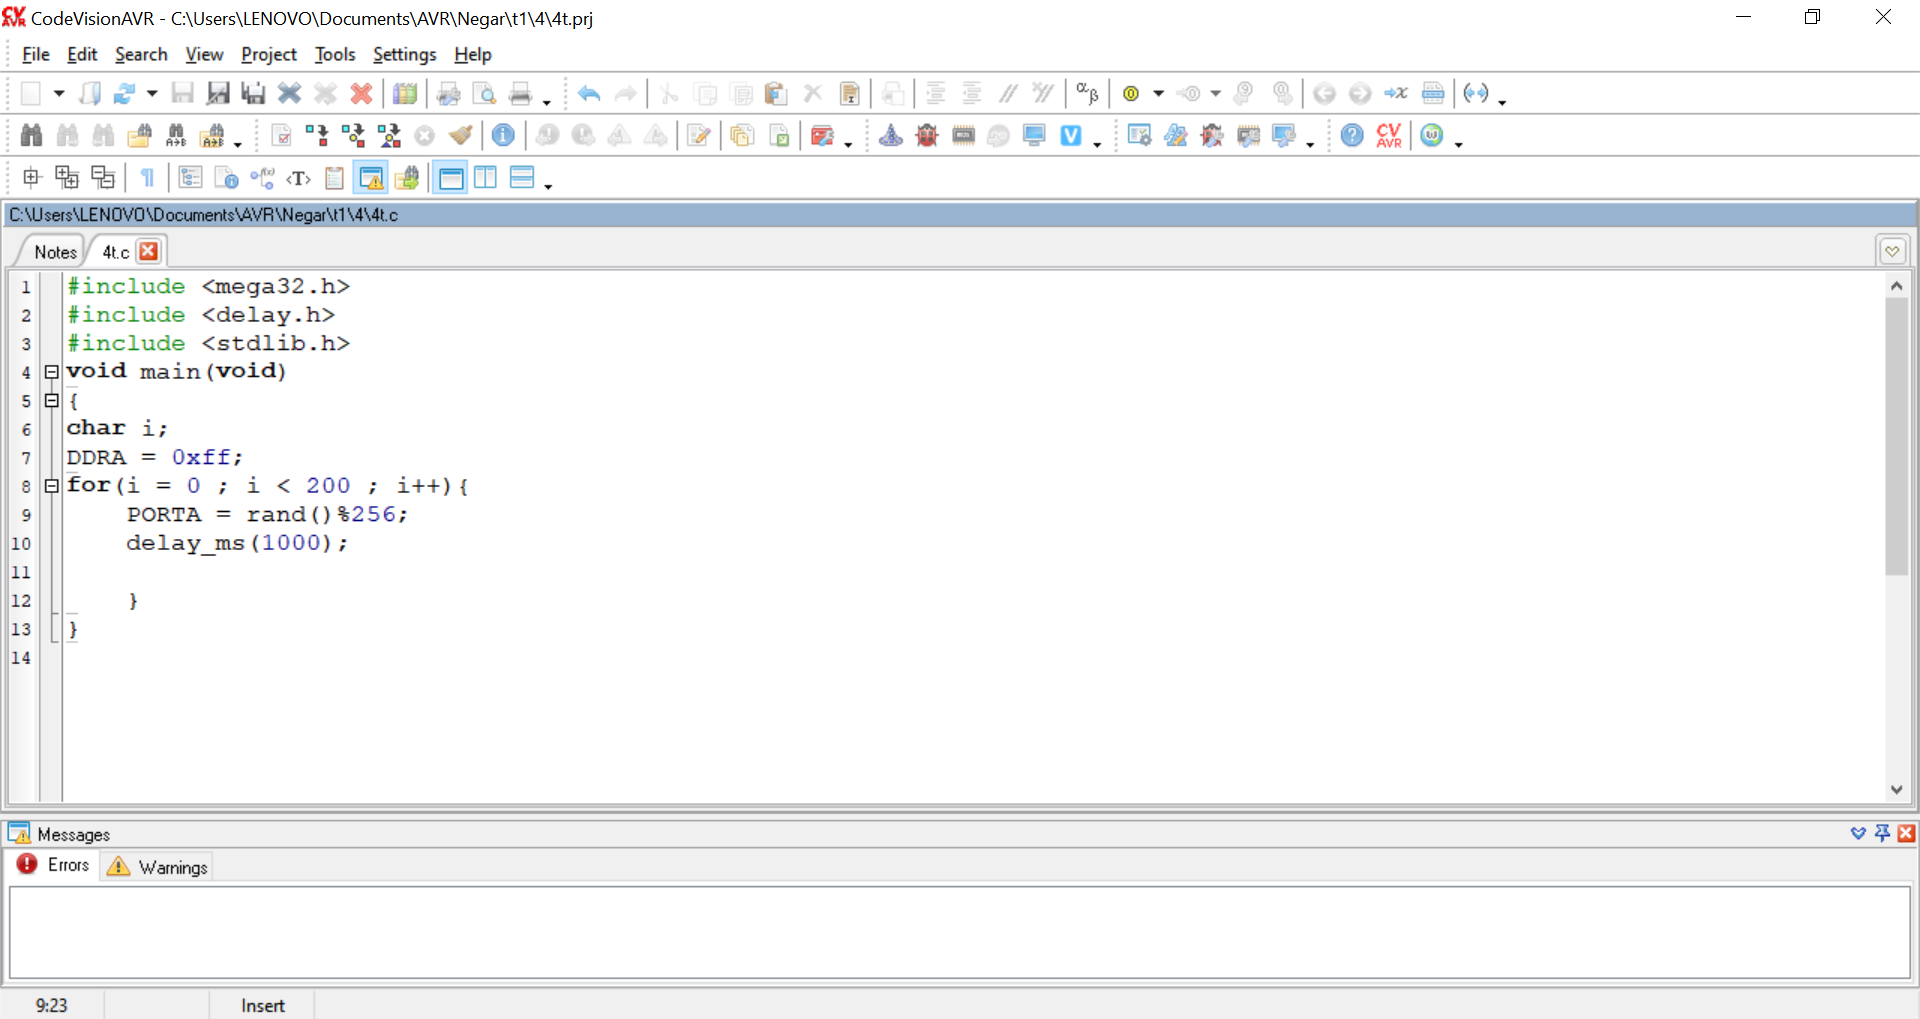 CodeVisionAVR - C:\Users\LENOVO\Documents\AVR\Negar\t1\4\4t.prj
File Edit Search View Project Tools Settings Help
C:\Users\LENOVO\Documents\AVR\Negar\t1\4\4t.c
Notes 4t.c
1 #include <mega32.h>
2 #include <delay.h>
3 #include <stdlib.h>
4 void main(void)
5 {
6 char i;
7 DDRA = 0xff;
8 for(i = 0 ; i < 200 ; i++){
9 PORTA = rand()%256;
10 delay_ms(1000);
11
12 }
13 }
14
Messages
Errors Warnings
9:23 Insert